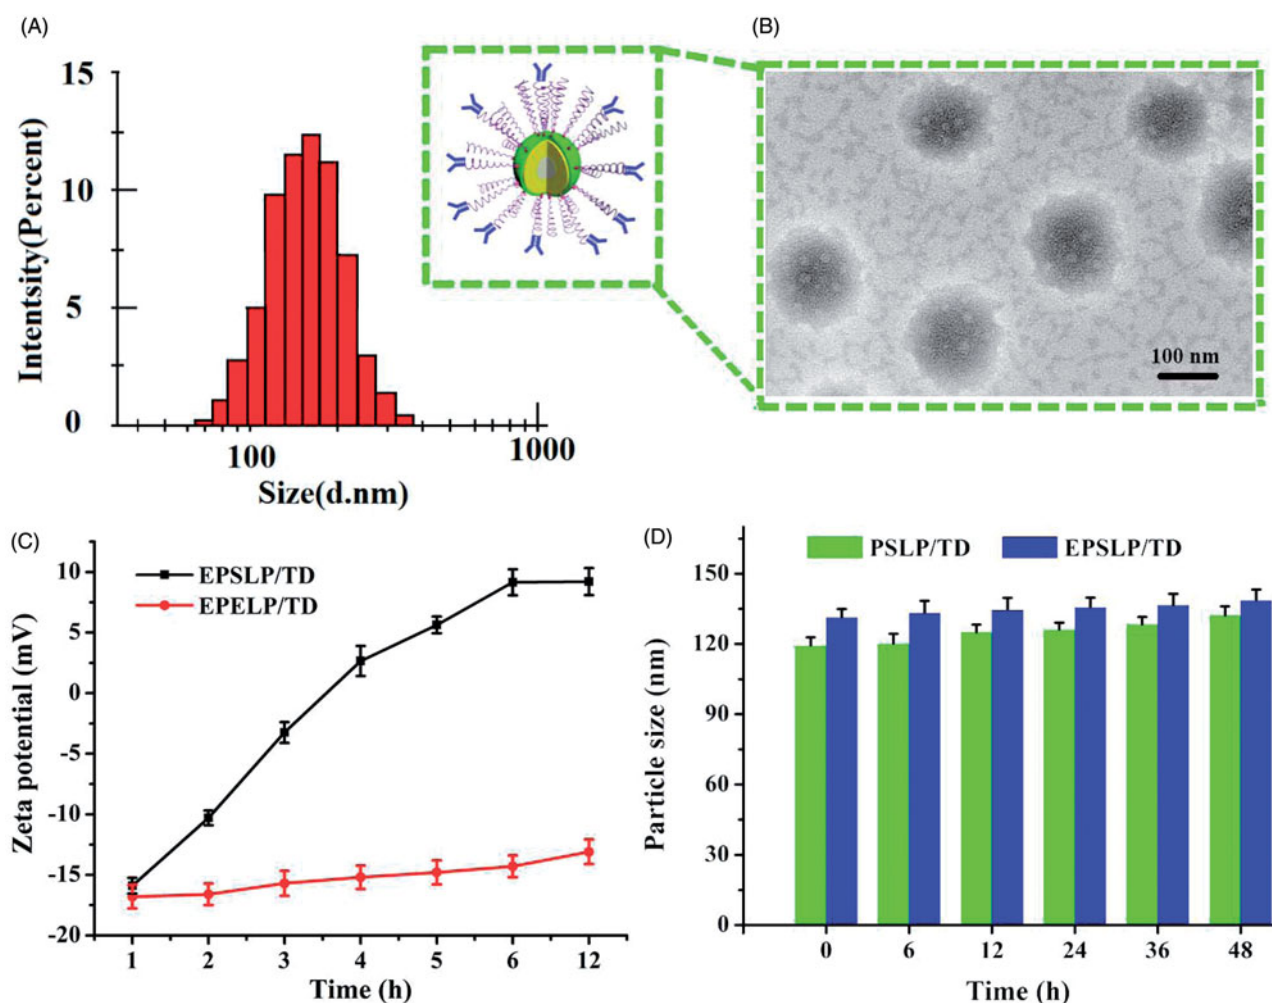 (A)
(B)
15
10
5
0
Intentsity(Percent)
100
1000
Size(d.nm)
100 nm
(C)
EPSLP/TD
EPELP/TD
10
5
0
-5
-10
-15
-20
Zeta potential (mV)
1 2 3 4 5 6 12
Time (h)
(D)
PSLP/TD EPSLP/TD
150
120
90
60
30
0
Particle size (nm)
0 6 12 24 36 48
Time (h)